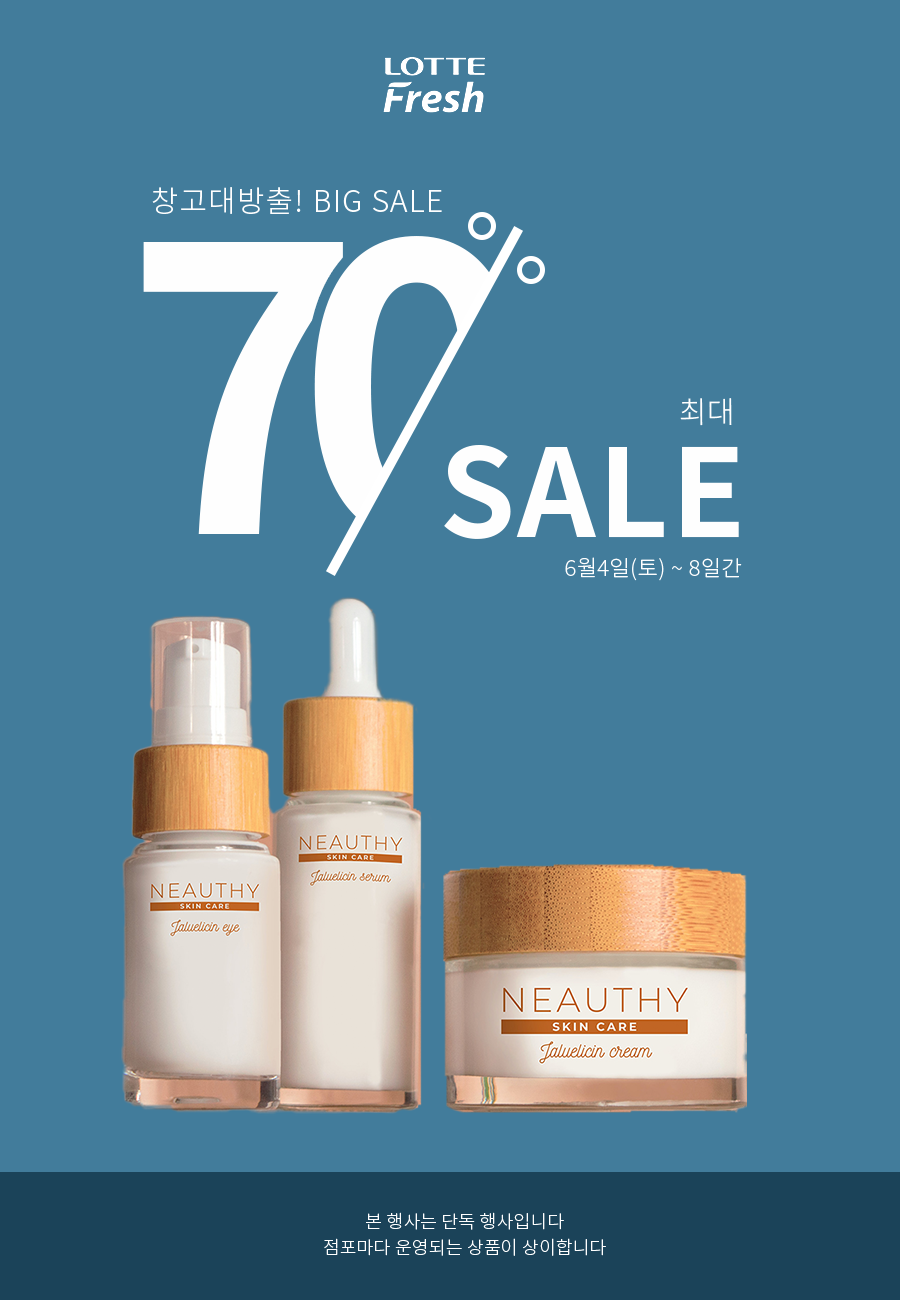 LOTTE
Fresh
창고대방출! BIG SALE
70%
최대
SALE
6월4일(토) ~ 8일간
NEAUTHY
SKIN CARE
Jaluelicin serum
NEAUTHY
SKIN CARE
Jaluelicin eye
NEAUTHY
SKIN CARE
Jaluelicin cream
본 행사는 단독 행사입니다
점포마다 운영되는 상품이 상이합니다